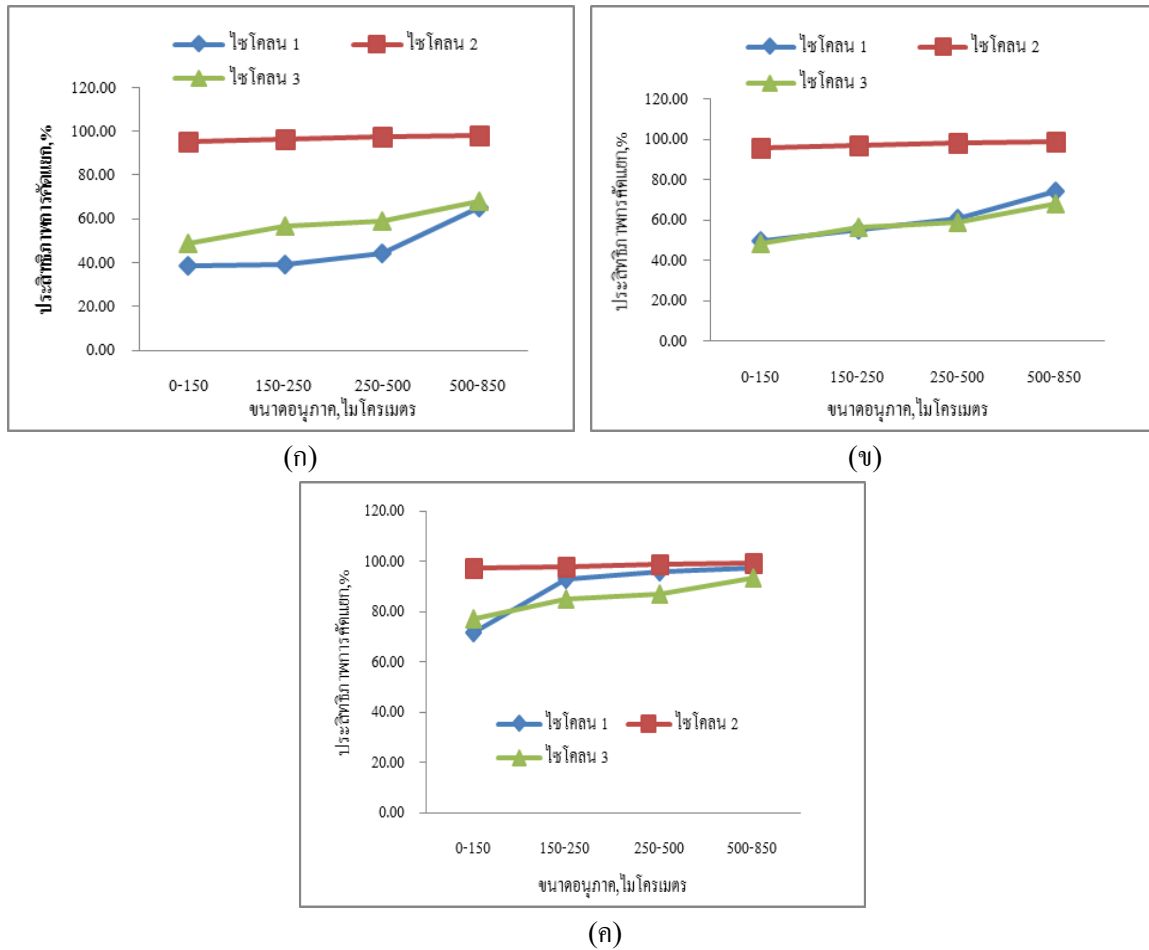 ไซโคลน 1
ไซโคลน 2
ไซโคลน 3
ประสิทธิภาพการคัดแยก,%
120.00
100.00
80.00
60.00
40.00
20.00
0.00
0-150
150-250
250-500
500-850
ขนาดอนุภาค,ไมโครเมตร
(ก)
ไซโคลน 1
ไซโคลน 2
ไซโคลน 3
ประสิทธิภาพการคัดแยก,%
120.00
100.00
80.00
60.00
40.00
20.00
0.00
0-150
150-250
250-500
500-850
ขนาดอนุภาค,ไมโครเมตร
(ข)
ประสิทธิภาพการคัดแยก,%
120.00
100.00
80.00
60.00
40.00
20.00
0.00
ไซโคลน 1
ไซโคลน 2
ไซโคลน 3
0-150
150-250
250-500
500-850
ขนาดอนุภาค,ไมโครเมตร
(ค)